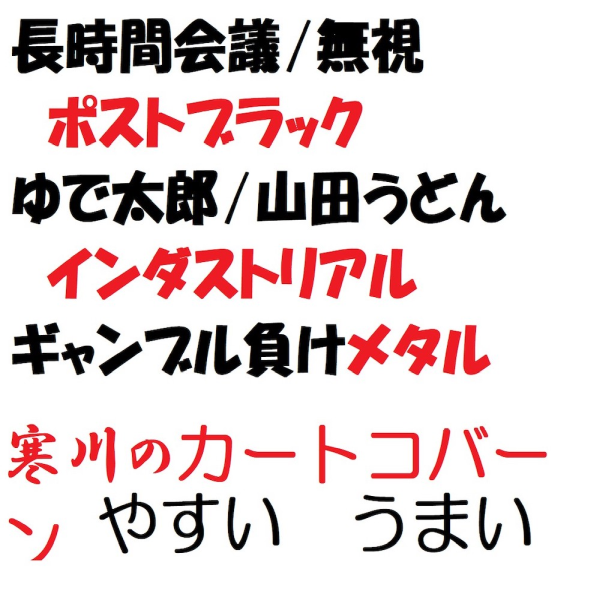 長時間会議/無視
ポストブラック
ゆで太郎/山田うどん
インダストリアル
ギャンブル負けメタル
寒川のカートコバー
ン やすい うまい